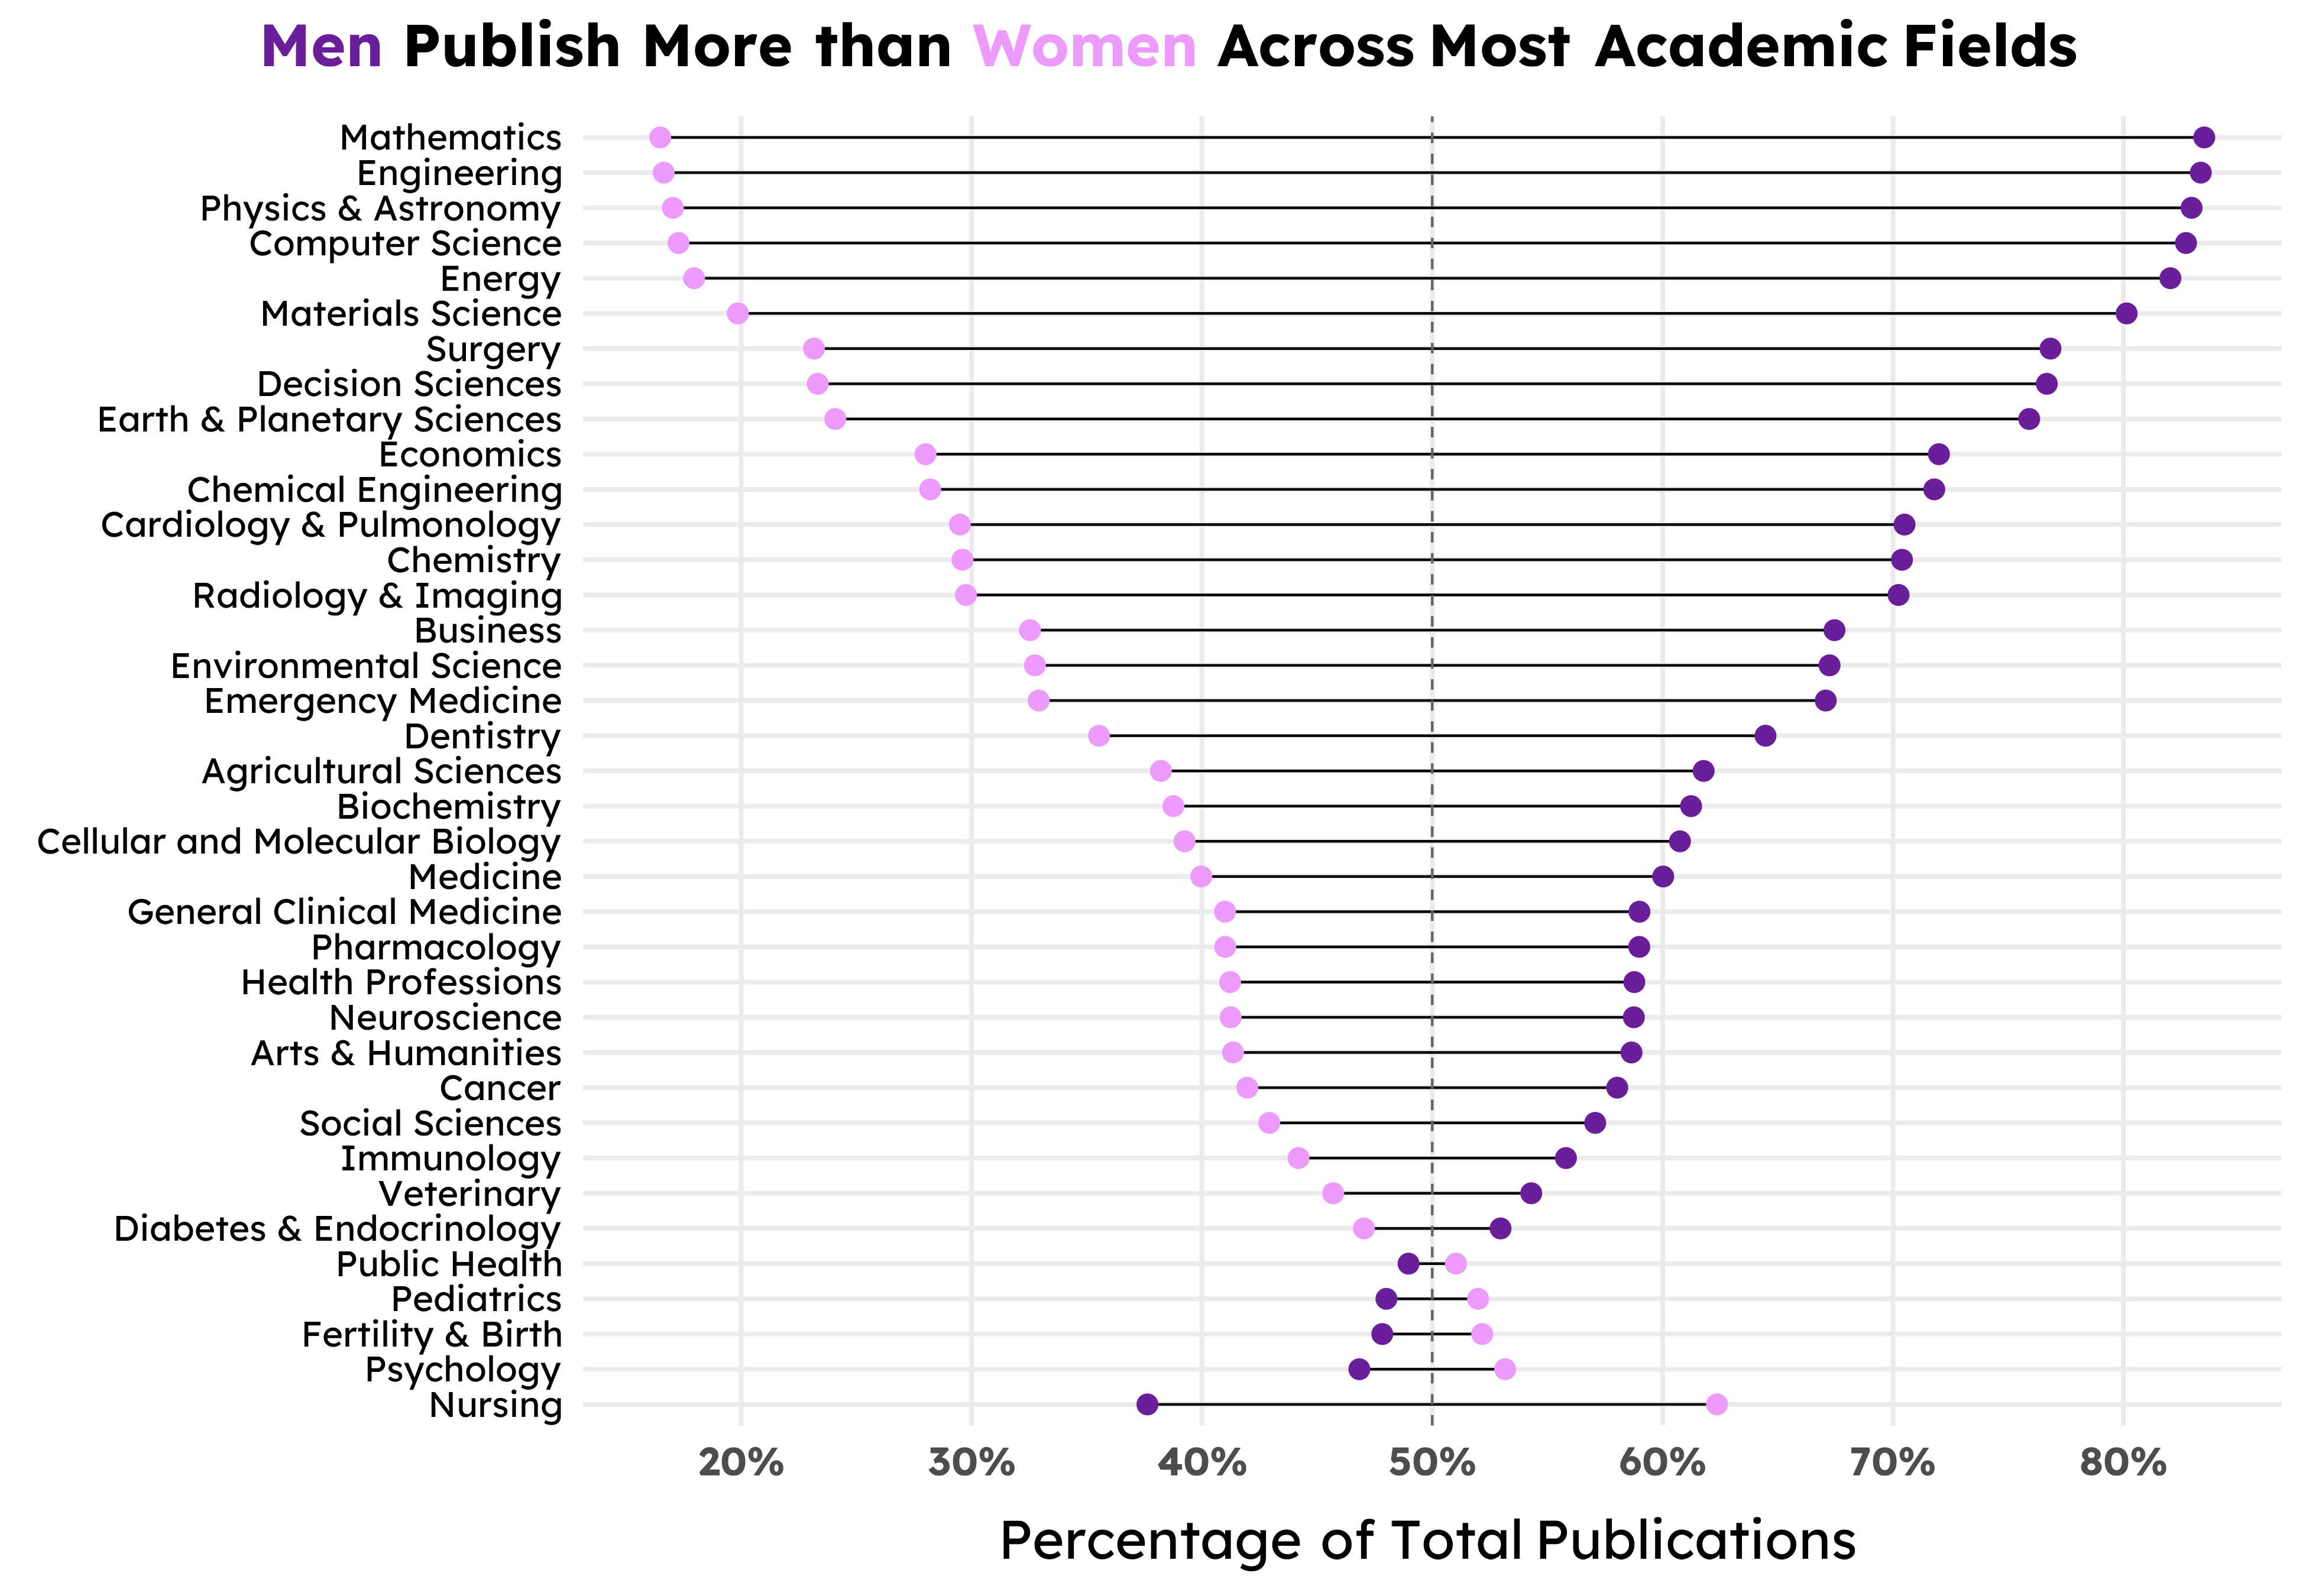 Men Publish More than Women Across Most Academic Fields
Mathematics
Engineering
Physics & Astronomy
Computer Science
Energy
Materials Science
Surgery
Decision Sciences
Earth & Planetary Sciences
Economics
Chemical Engineering
Cardiology & Pulmonology
Chemistry
Radiology & Imaging
Business
Environmental Science
Emergency Medicine
Dentistry
Agricultural Sciences
Biochemistry
Cellular and Molecular Biology
Medicine
General Clinical Medicine
Pharmacology
Health Professions
Neuroscience
Arts & Humanities
Cancer
Social Sciences
Immunology
Veterinary
Diabetes & Endocrinology
Public Health
Pediatrics
Fertility & Birth
Psychology
Nursing
20% 30% 40% 50% 60% 70% 80%
Percentage of Total Publications